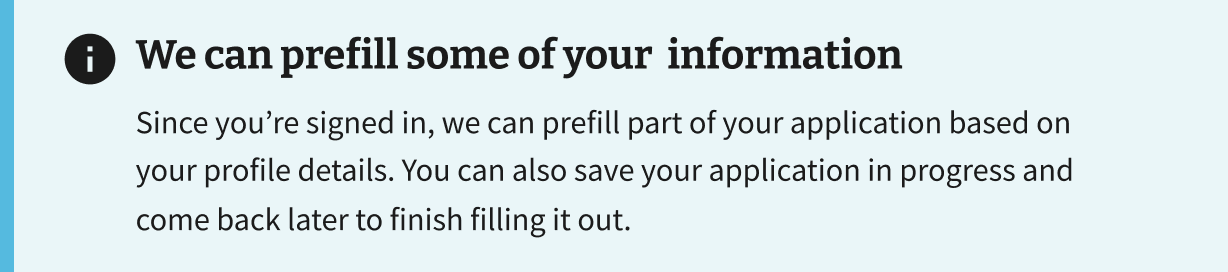 We can prefill some of your  information
Since you’re signed in, we can prefill part of your application based on
your profile details. You can also save your application in progress and
come back later to finish filling it out.